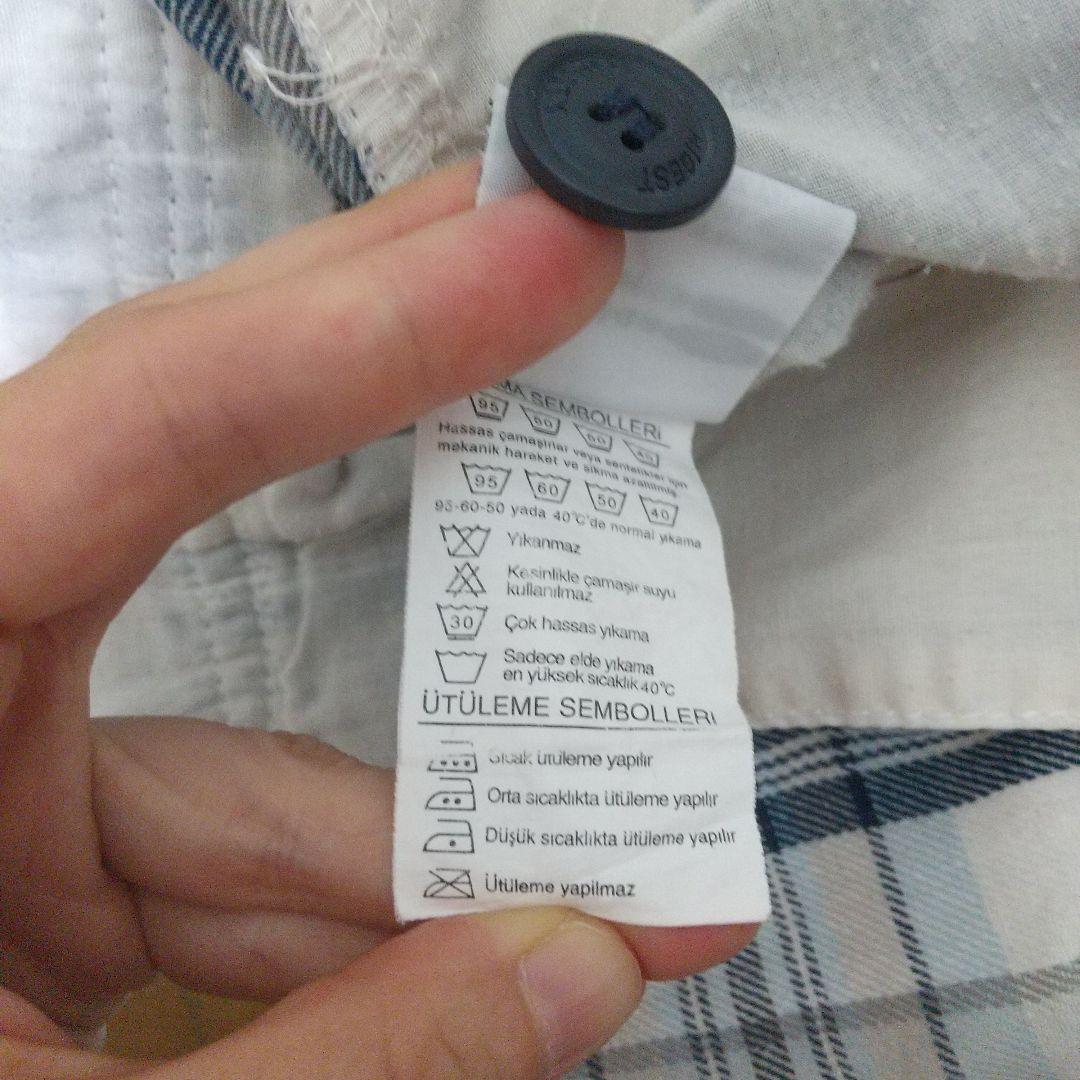 SEMBOLLERİ
95 60 50 40
Hassas çamaşırlar veya sentetikler için
mekanik hareket ve sıkma azaltılmış
95 60 50 40
95-60-50 yada 40°C'de normal yıkama
Yıkanmaz
Kesinlikle çamaşır suyu
kullanılmaz
30 Çok hassas yıkama
Sadece elde yıkama
en yüksek sıcaklık 40°C
ÜTÜLEME SEMBOLLERİ
Sıcak ütüleme yapılır
Orta sıcaklıkta ütüleme yapılır
Düşük sıcaklıkta ütüleme yapılır
Ütüleme yapılmaz